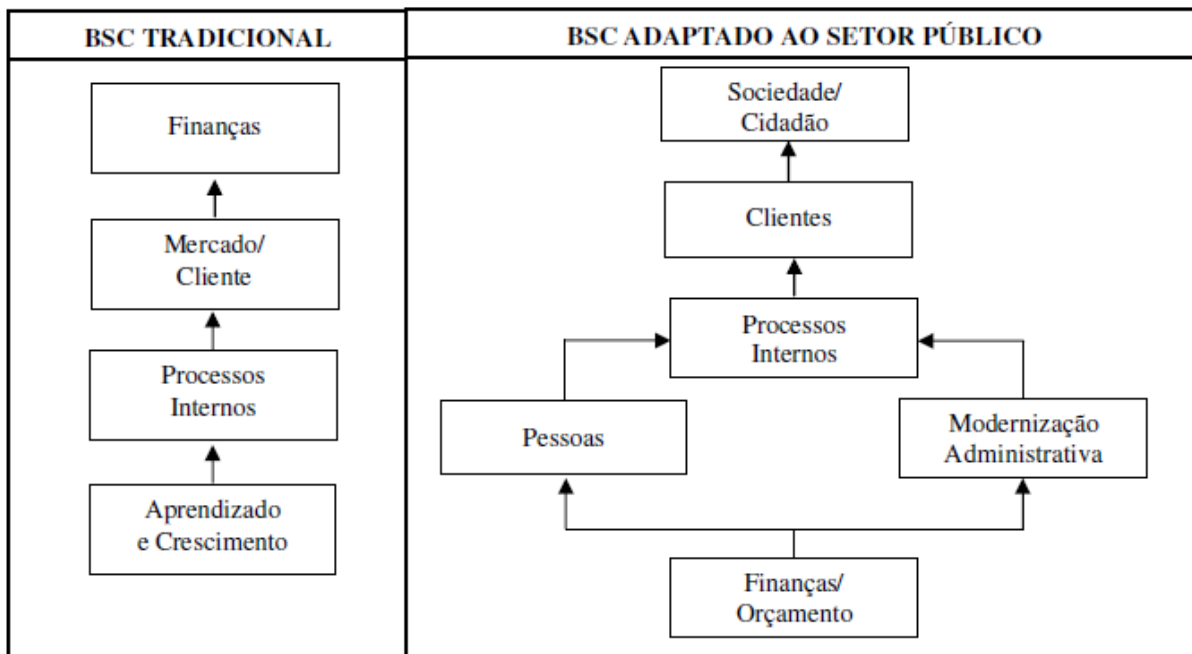 BSC TRADICIONAL
Finanças
Mercado/
Cliente
Processos
Internos
Aprendizado
e Crescimento
BSC ADAPTADO AO SETOR PÚBLICO
Sociedade/
Cidadão
Clientes
Processos
Internos
Pessoas
Modernização
Administrativa
Finanças/
Orçamento